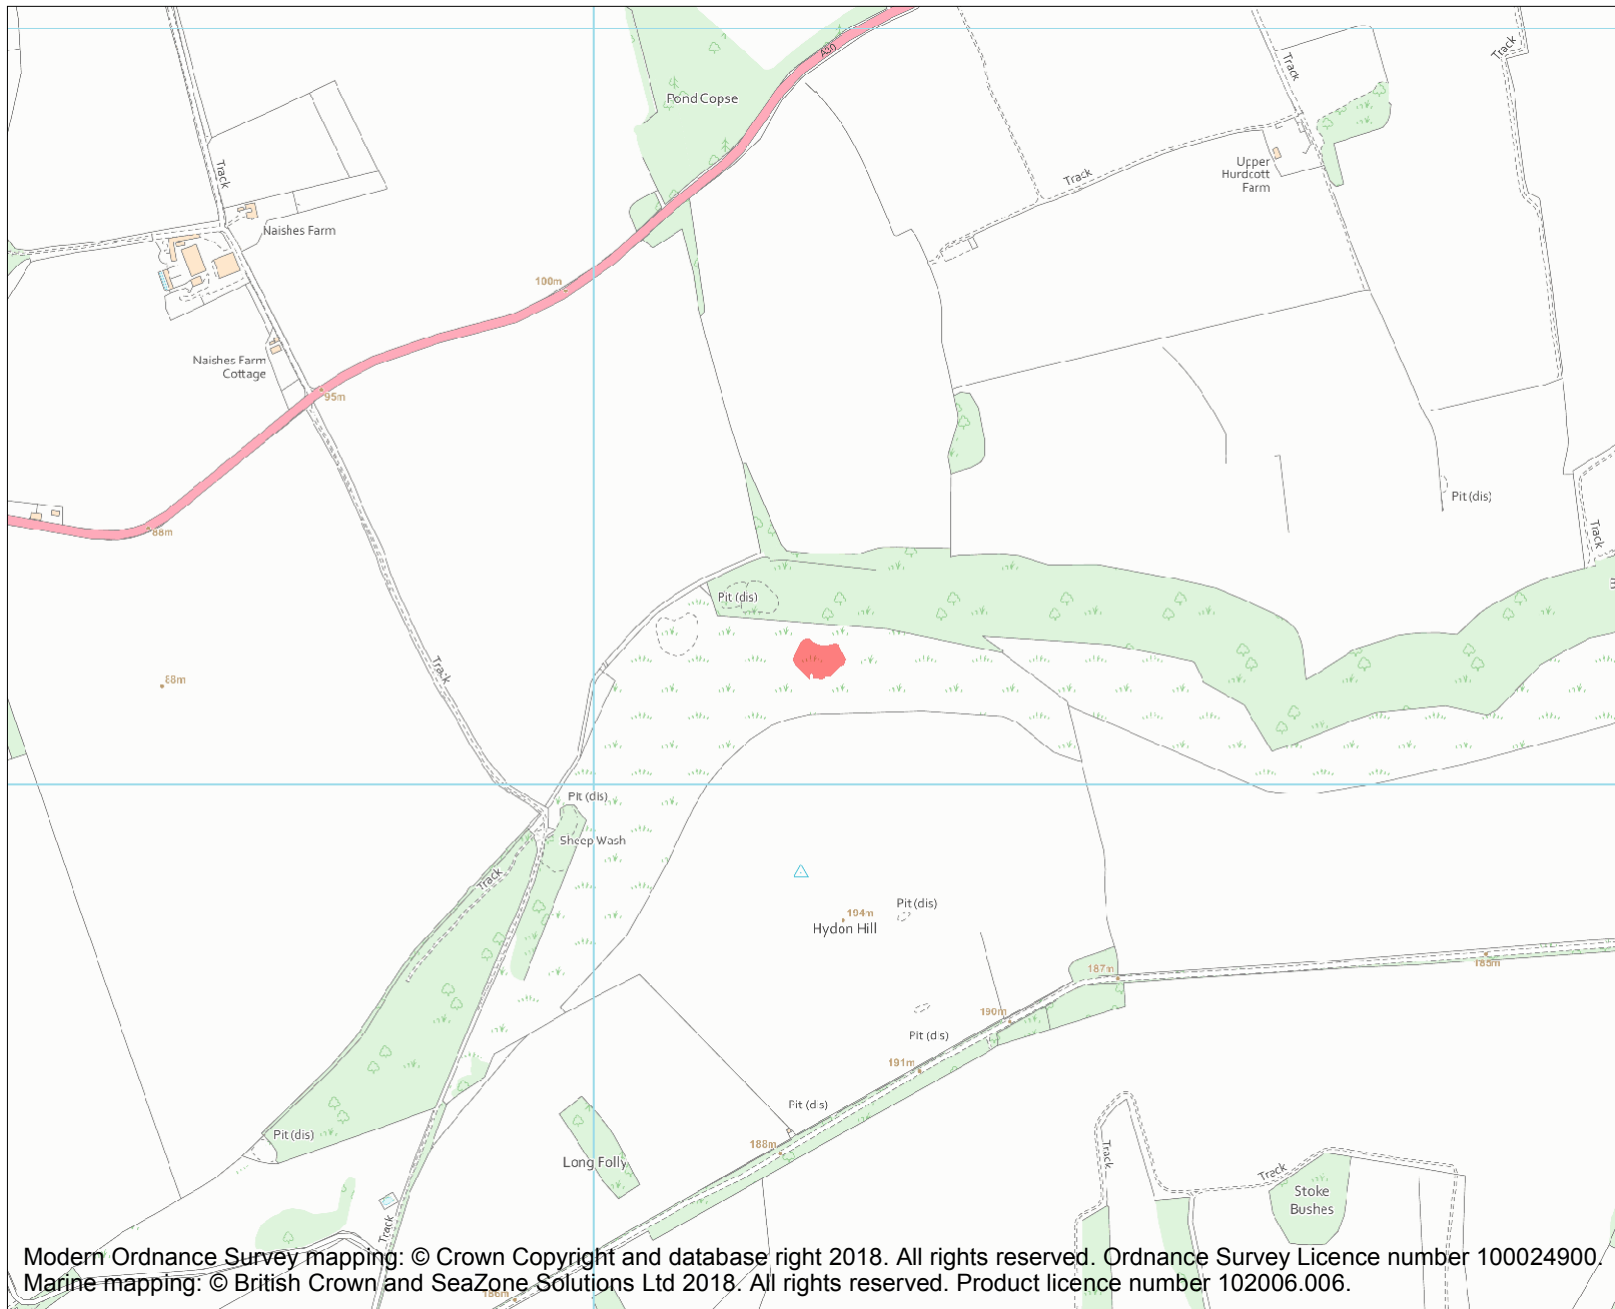 A30
Track
Track
Pond Copse
Track
Upper
Hurdcott
Farm
Track
Naishes Farm
100m
Naishes Farm
Cottage
95m
Pit (dis)
88m
Track
Pit (dis)
Track
88m
Pit (dis)
Sheep Wash
Track
Pit (dis)
194m
Hydon Hill
187m
185m
190m
Pit (dis)
191m
Pit (dis)
Pit (dis)
188m
Long Folly
Track
Track
Stoke
Bushes
Track
Modern Ordnance Survey mapping: © Crown Copyright and database right 2018. All rights reserved. Ordnance Survey Licence number 100024900.
Marine mapping: © British Crown and SeaZone Solutions Ltd 2018. All rights reserved. Product licence number 102006.006.
186m